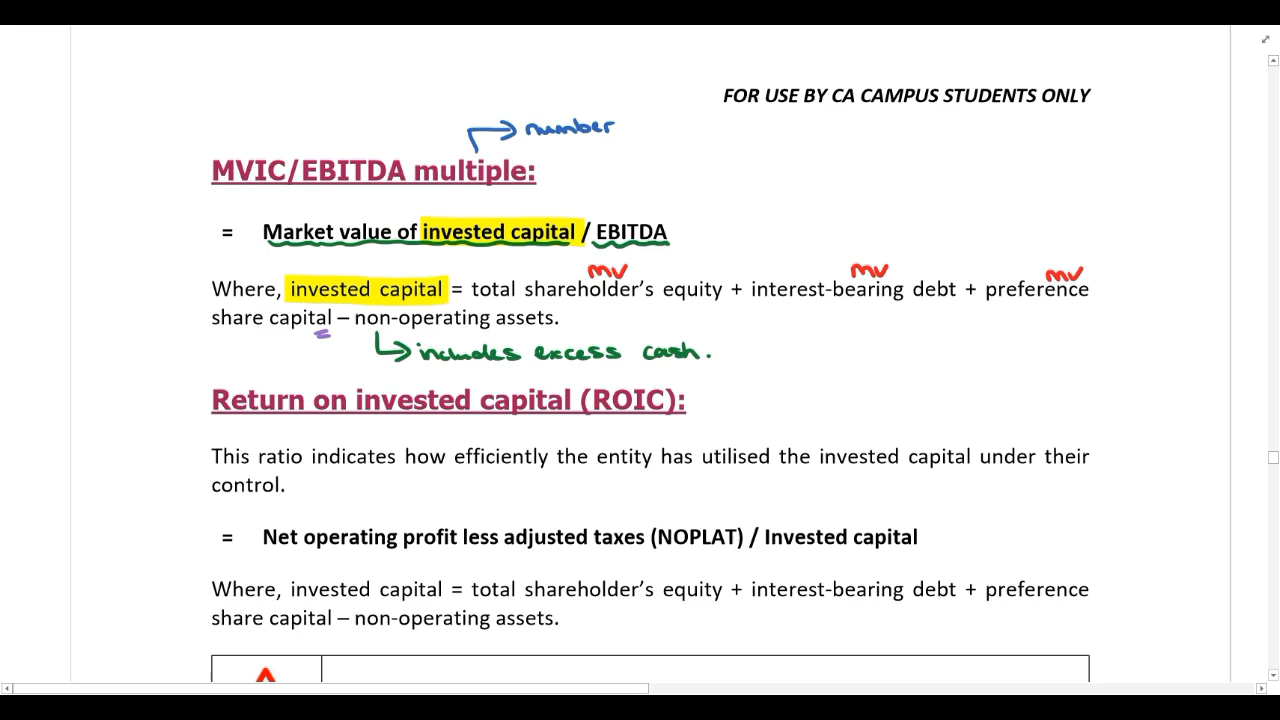 FOR USE BY CA CAMPUS STUDENTS ONLY
number
MVIC/EBITDA multiple:
= Market value of invested capital / EBITDA
mv mv mv
Where, invested capital = total shareholder's equity + interest-bearing debt + preference
share capital – non-operating assets.
includes excess cash.
Return on invested capital (ROIC):
This ratio indicates how efficiently the entity has utilised the invested capital under their
control.
= Net operating profit less adjusted taxes (NOPLAT) / Invested capital
Where, invested capital = total shareholder's equity + interest-bearing debt + preference
share capital – non-operating assets.